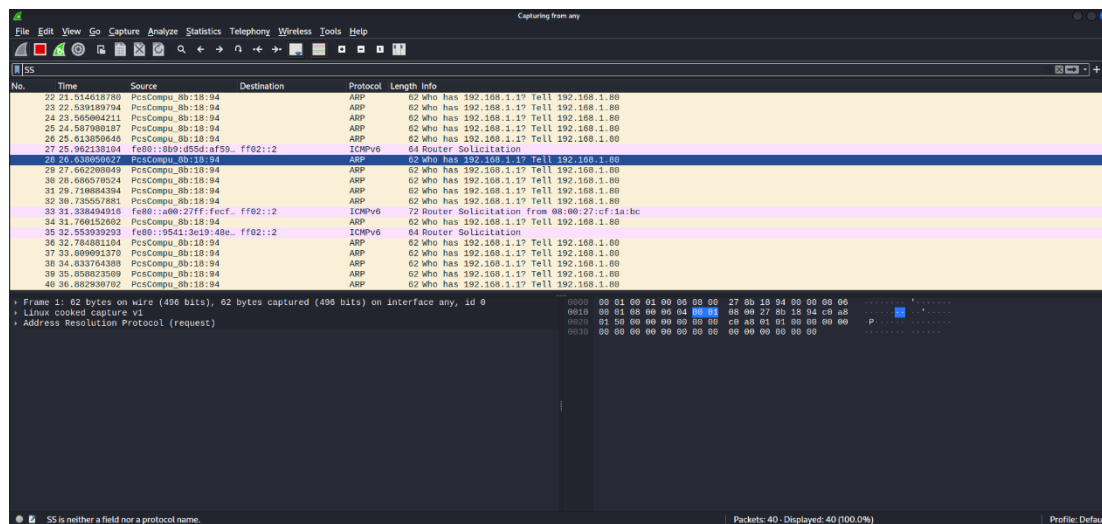 Capturing from any
File Edit View Go Capture Analyze Statistics Telephony Wireless Tools Help
SS
No. Time Source Destination Protocol Length Info
22 21.514618780 PcsCompu_8b:18:94 ARP 62 Who has 192.168.1.1? Tell 192.168.1.80
23 22.539189794 PcsCompu_8b:18:94 ARP 62 Who has 192.168.1.1? Tell 192.168.1.80
24 23.565004211 PcsCompu_8b:18:94 ARP 62 Who has 192.168.1.1? Tell 192.168.1.80
25 24.587980187 PcsCompu_8b:18:94 ARP 62 Who has 192.168.1.1? Tell 192.168.1.80
26 25.613850646 PcsCompu_8b:18:94 ARP 62 Who has 192.168.1.1? Tell 192.168.1.80
27 25.962138104 fe80::8b9:d55d:af59… ff02::2 ICMPv6 64 Router Solicitation
28 26.638050627 PcsCompu_8b:18:94 ARP 62 Who has 192.168.1.1? Tell 192.168.1.80
29 27.662208049 PcsCompu_8b:18:94 ARP 62 Who has 192.168.1.1? Tell 192.168.1.80
30 28.686570524 PcsCompu_8b:18:94 ARP 62 Who has 192.168.1.1? Tell 192.168.1.80
31 29.710884394 PcsCompu_8b:18:94 ARP 62 Who has 192.168.1.1? Tell 192.168.1.80
32 30.735557881 PcsCompu_8b:18:94 ARP 62 Who has 192.168.1.1? Tell 192.168.1.80
33 31.338494916 fe80::a00:27ff:fecf… ff02::2 ICMPv6 72 Router Solicitation from 08:00:27:cf:1a:bc
34 31.760152602 PcsCompu_8b:18:94 ARP 62 Who has 192.168.1.1? Tell 192.168.1.80
35 32.553939293 fe80::9541:3e19:48e… ff02::2 ICMPv6 64 Router Solicitation
36 32.784881104 PcsCompu_8b:18:94 ARP 62 Who has 192.168.1.1? Tell 192.168.1.80
37 33.809091370 PcsCompu_8b:18:94 ARP 62 Who has 192.168.1.1? Tell 192.168.1.80
38 34.833764388 PcsCompu_8b:18:94 ARP 62 Who has 192.168.1.1? Tell 192.168.1.80
39 35.858823509 PcsCompu_8b:18:94 ARP 62 Who has 192.168.1.1? Tell 192.168.1.80
40 36.882930702 PcsCompu_8b:18:94 ARP 62 Who has 192.168.1.1? Tell 192.168.1.80
Frame 1: 62 bytes on wire (496 bits), 62 bytes captured (496 bits) on interface any, id 0
Linux cooked capture v1
Address Resolution Protocol (request)
0000 00 01 00 01 00 06 08 00 27 8b 18 94 00 00 08 06 ········ '·······
0010 00 01 08 00 06 04 00 01 08 00 27 8b 18 94 c0 a8 ········ ··'·····
0020 01 50 00 00 00 00 00 00 c0 a8 01 01 00 00 00 00 ·P······ ········
0030 00 00 00 00 00 00 00 00 00 00 00 00 00 00 ········ ······
SS is neither a field nor a protocol name.
Packets: 40 · Displayed: 40 (100.0%)
Profile: Defau